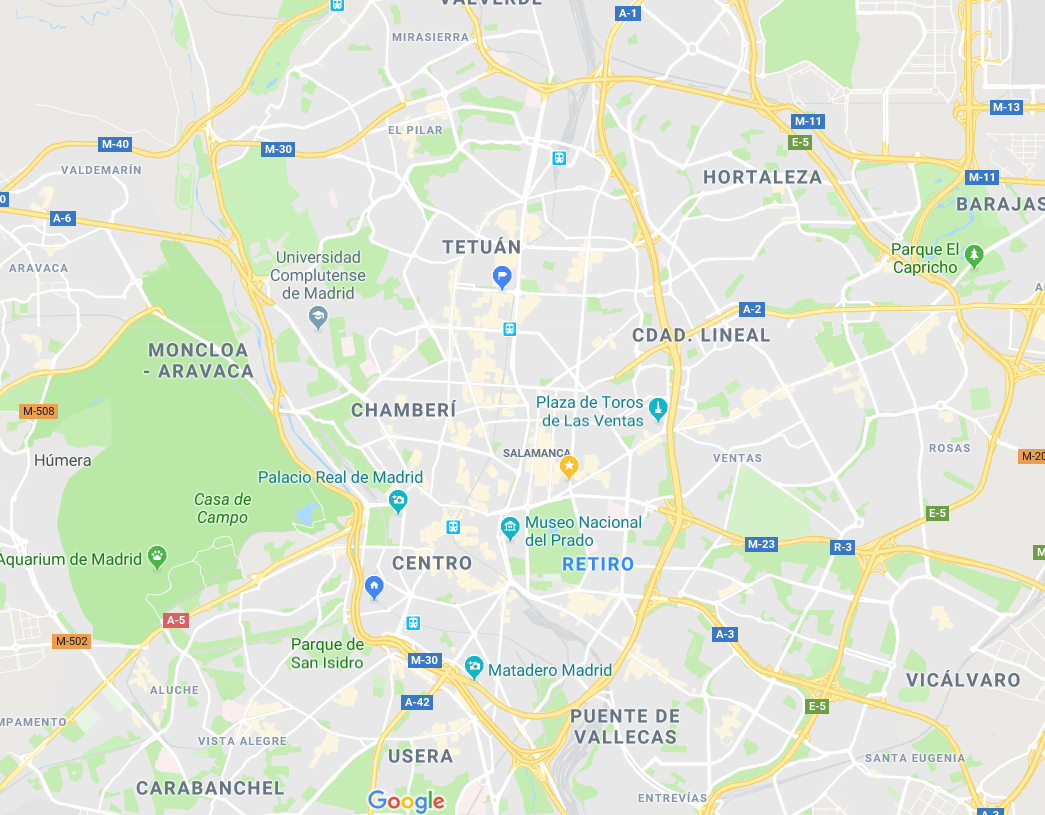 VALVERDE
A-1
MIRASIERRA
M-13
M-11
EL PILAR
E-5
M-40
M-30
VALDEMARÍN
HORTALEZA
M-11
BARAJAS
A-6
TETUÁN
Parque El
Capricho
Universidad
Complutense
de Madrid
ARAVACA
A-2
CDAD. LINEAL
MONCLOA
- ARAVACA
M-508
CHAMBERÍ
Plaza de Toros
de Las Ventas
SALAMANCA
VENTAS
ROSAS
M-20
Húmera
Palacio Real de Madrid
Casa de
Campo
E-5
Museo Nacional
del Prado
M-23
R-3
Aquarium de Madrid
CENTRO
RETIRO
A-5
M-502
Parque de
San Isidro
A-3
M-30
Matadero Madrid
ALUCHE
VICÁLVARO
A-42
E-5
MPAMENTO
PUENTE DE
VALLECAS
VISTA ALEGRE
USERA
SANTA EUGENIA
CARABANCHEL
Google
ENTREVÍAS
A-3